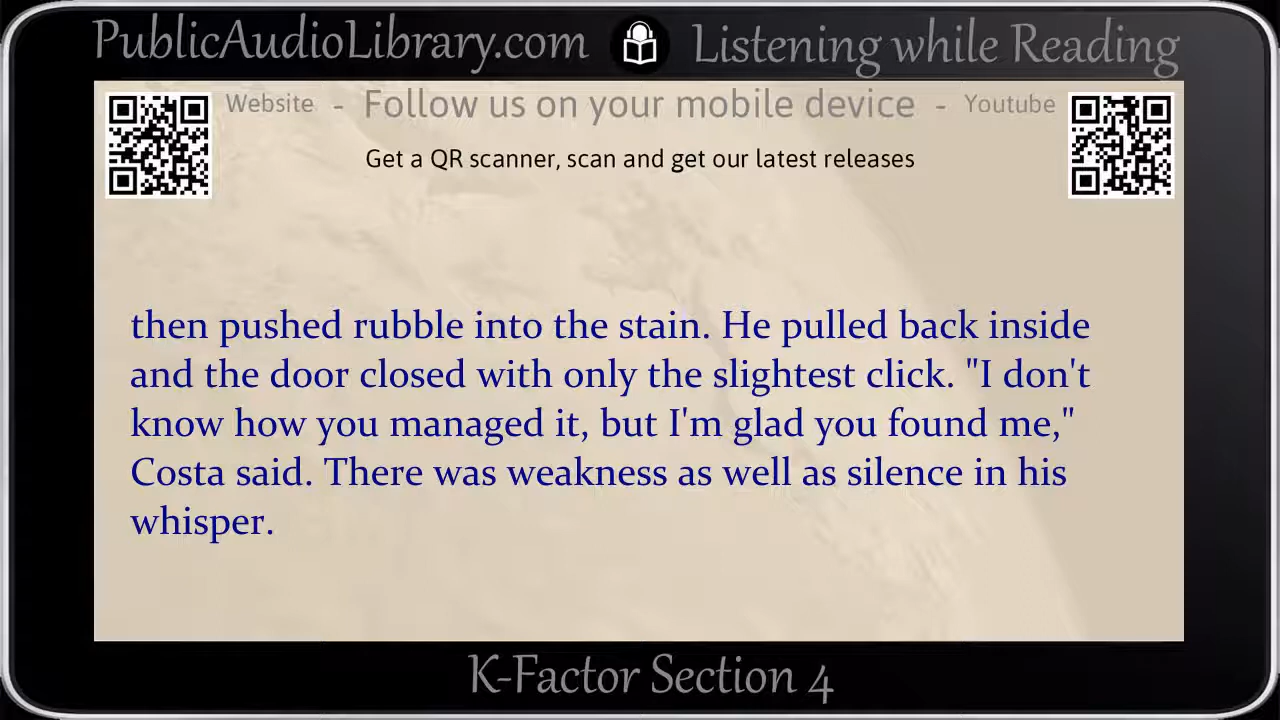 PublicAudioLibrary.com Listening while Reading
Website - Follow us on your mobile device - Youtube
Get a QR scanner, scan and get our latest releases
then pushed rubble into the stain. He pulled back inside
and the door closed with only the slightest click. "I don't
know how you managed it, but I'm glad you found me,"
Costa said. There was weakness as well as silence in his
whisper.
K-Factor Section 4